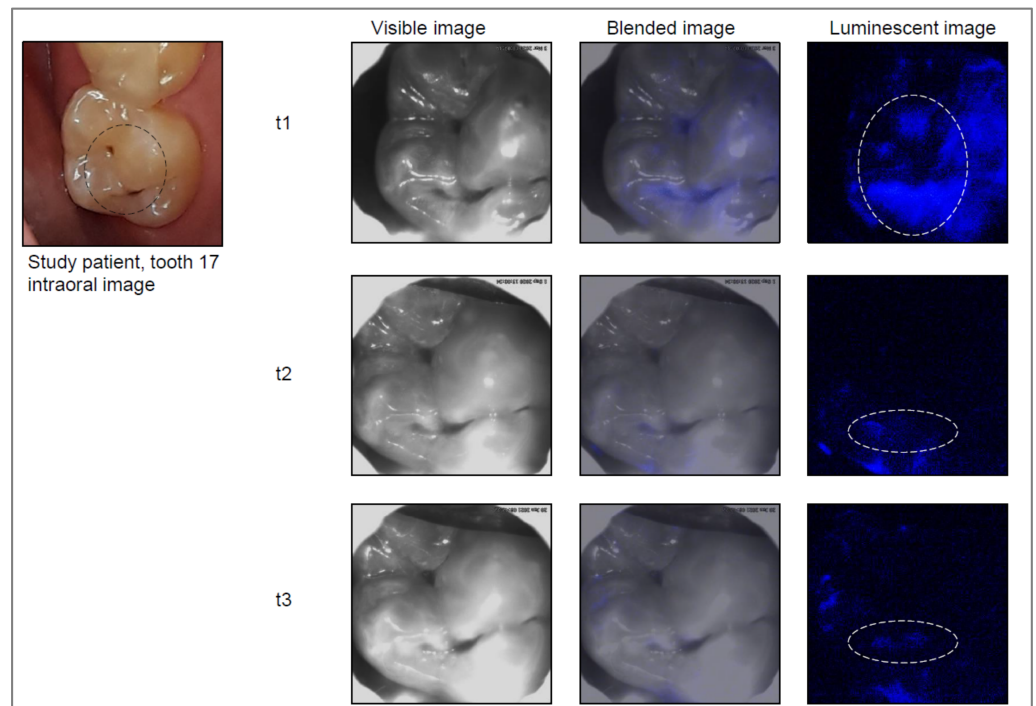 Visible image
Blended image
Luminescent image
t1
Study patient, tooth 17
intraoral image
t2
t3